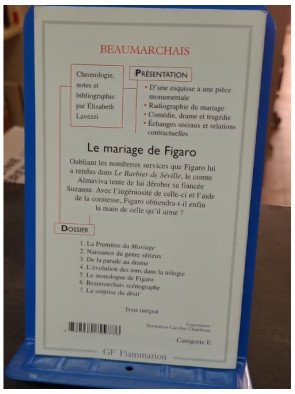 BEAUMARCHAIS
Chronologie,
notes et
bibliographie
par Élisabeth
Lavezzi
PRÉSENTATION
• D'une esquisse à une pièce
monumentale
• Radiographie du mariage
• Comédie, drame et tragédie
• Échanges sociaux et relations
contractuelles
Le mariage de Figaro
Oubliant les nombreux services que Figaro lui
a rendus dans Le Barbier de Séville, le comte
Almaviva tente de lui dérober sa fiancée
Suzanne. Avec l'ingéniosité de celle-ci et l'aide
de la comtesse, Figaro obtiendra-t-il enfin
la main de celle qu'il aime ?
DOSSIER
1. La Première du Mariage
2. Naissance du genre sérieux
3. De la parade au drame
4. L'évolution des tons dans la trilogie
5. Le monologue de Figaro
6. Beaumarchais scénographe
7. La surprise du désir
Texte intégral
Couverture :
Illustration Caroline
Catégorie E
GF Flammarion